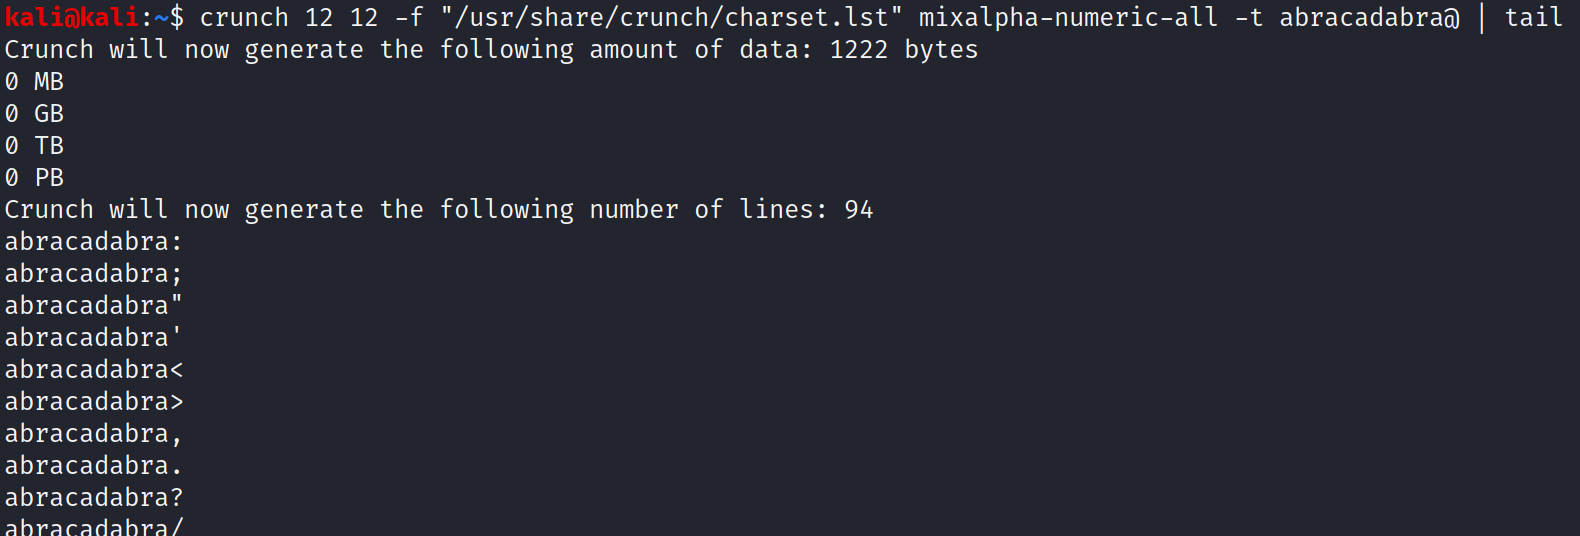 kali@kali:~$ crunch 12 12 -f "/usr/share/crunch/charset.lst" mixalpha-numeric-all -t abracadabra@ | tail
Crunch will now generate the following amount of data: 1222 bytes
0 MB
0 GB
0 TB
0 PB
Crunch will now generate the following number of lines: 94
abracadabra:
abracadabra;
abracadabra"
abracadabra'
abracadabra<
abracadabra>
abracadabra,
abracadabra.
abracadabra?
abracadabra/